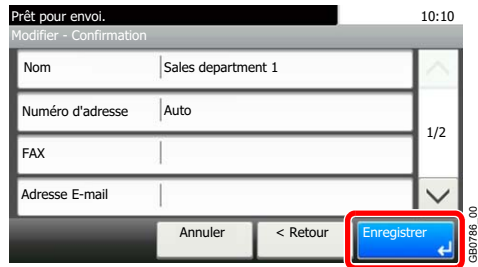 Prêt pour envoi. 10:10
Modifier - Confirmation
Nom Sales department 1
Numéro d'adresse Auto
1/2
FAX
Adresse E-mail
Annuler < Retour Enregistrer
GB0786_00